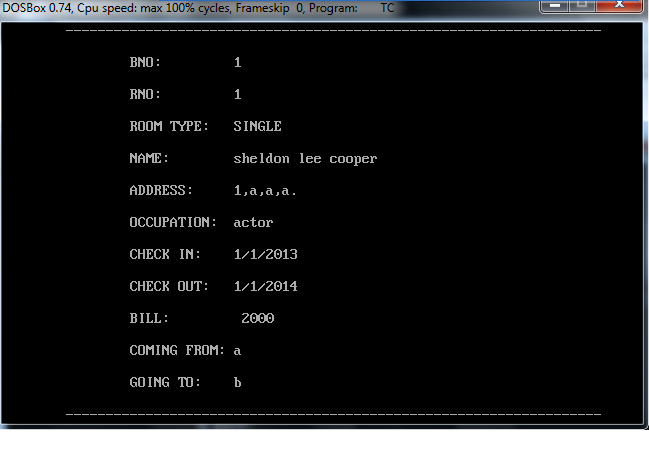 DOSBox 0.74, Cpu speed: max 100% cycles, Frameskip 0, Program: TC
BNO: 1
RNO: 1
ROOM TYPE: SINGLE
NAME: sheldon lee cooper
ADDRESS: 1,a,a,a.
OCCUPATION: actor
CHECK IN: 1/1/2013
CHECK OUT: 1/1/2014
BILL: 2000
COMING FROM: a
GOING TO: b